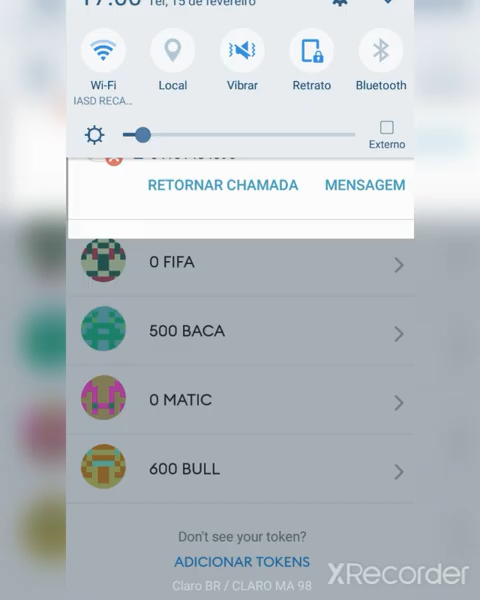 Ter, 15 de fevereiro
Wi-Fi
IASD RECA...
Local
Vibrar
Retrato
Bluetooth
Externo
RETORNAR CHAMADA MENSAGEM
0 FIFA
500 BACA
0 MATIC
600 BULL
Don't see your token?
ADICIONAR TOKENS
Claro BR / CLARO MA 98
XRecorder